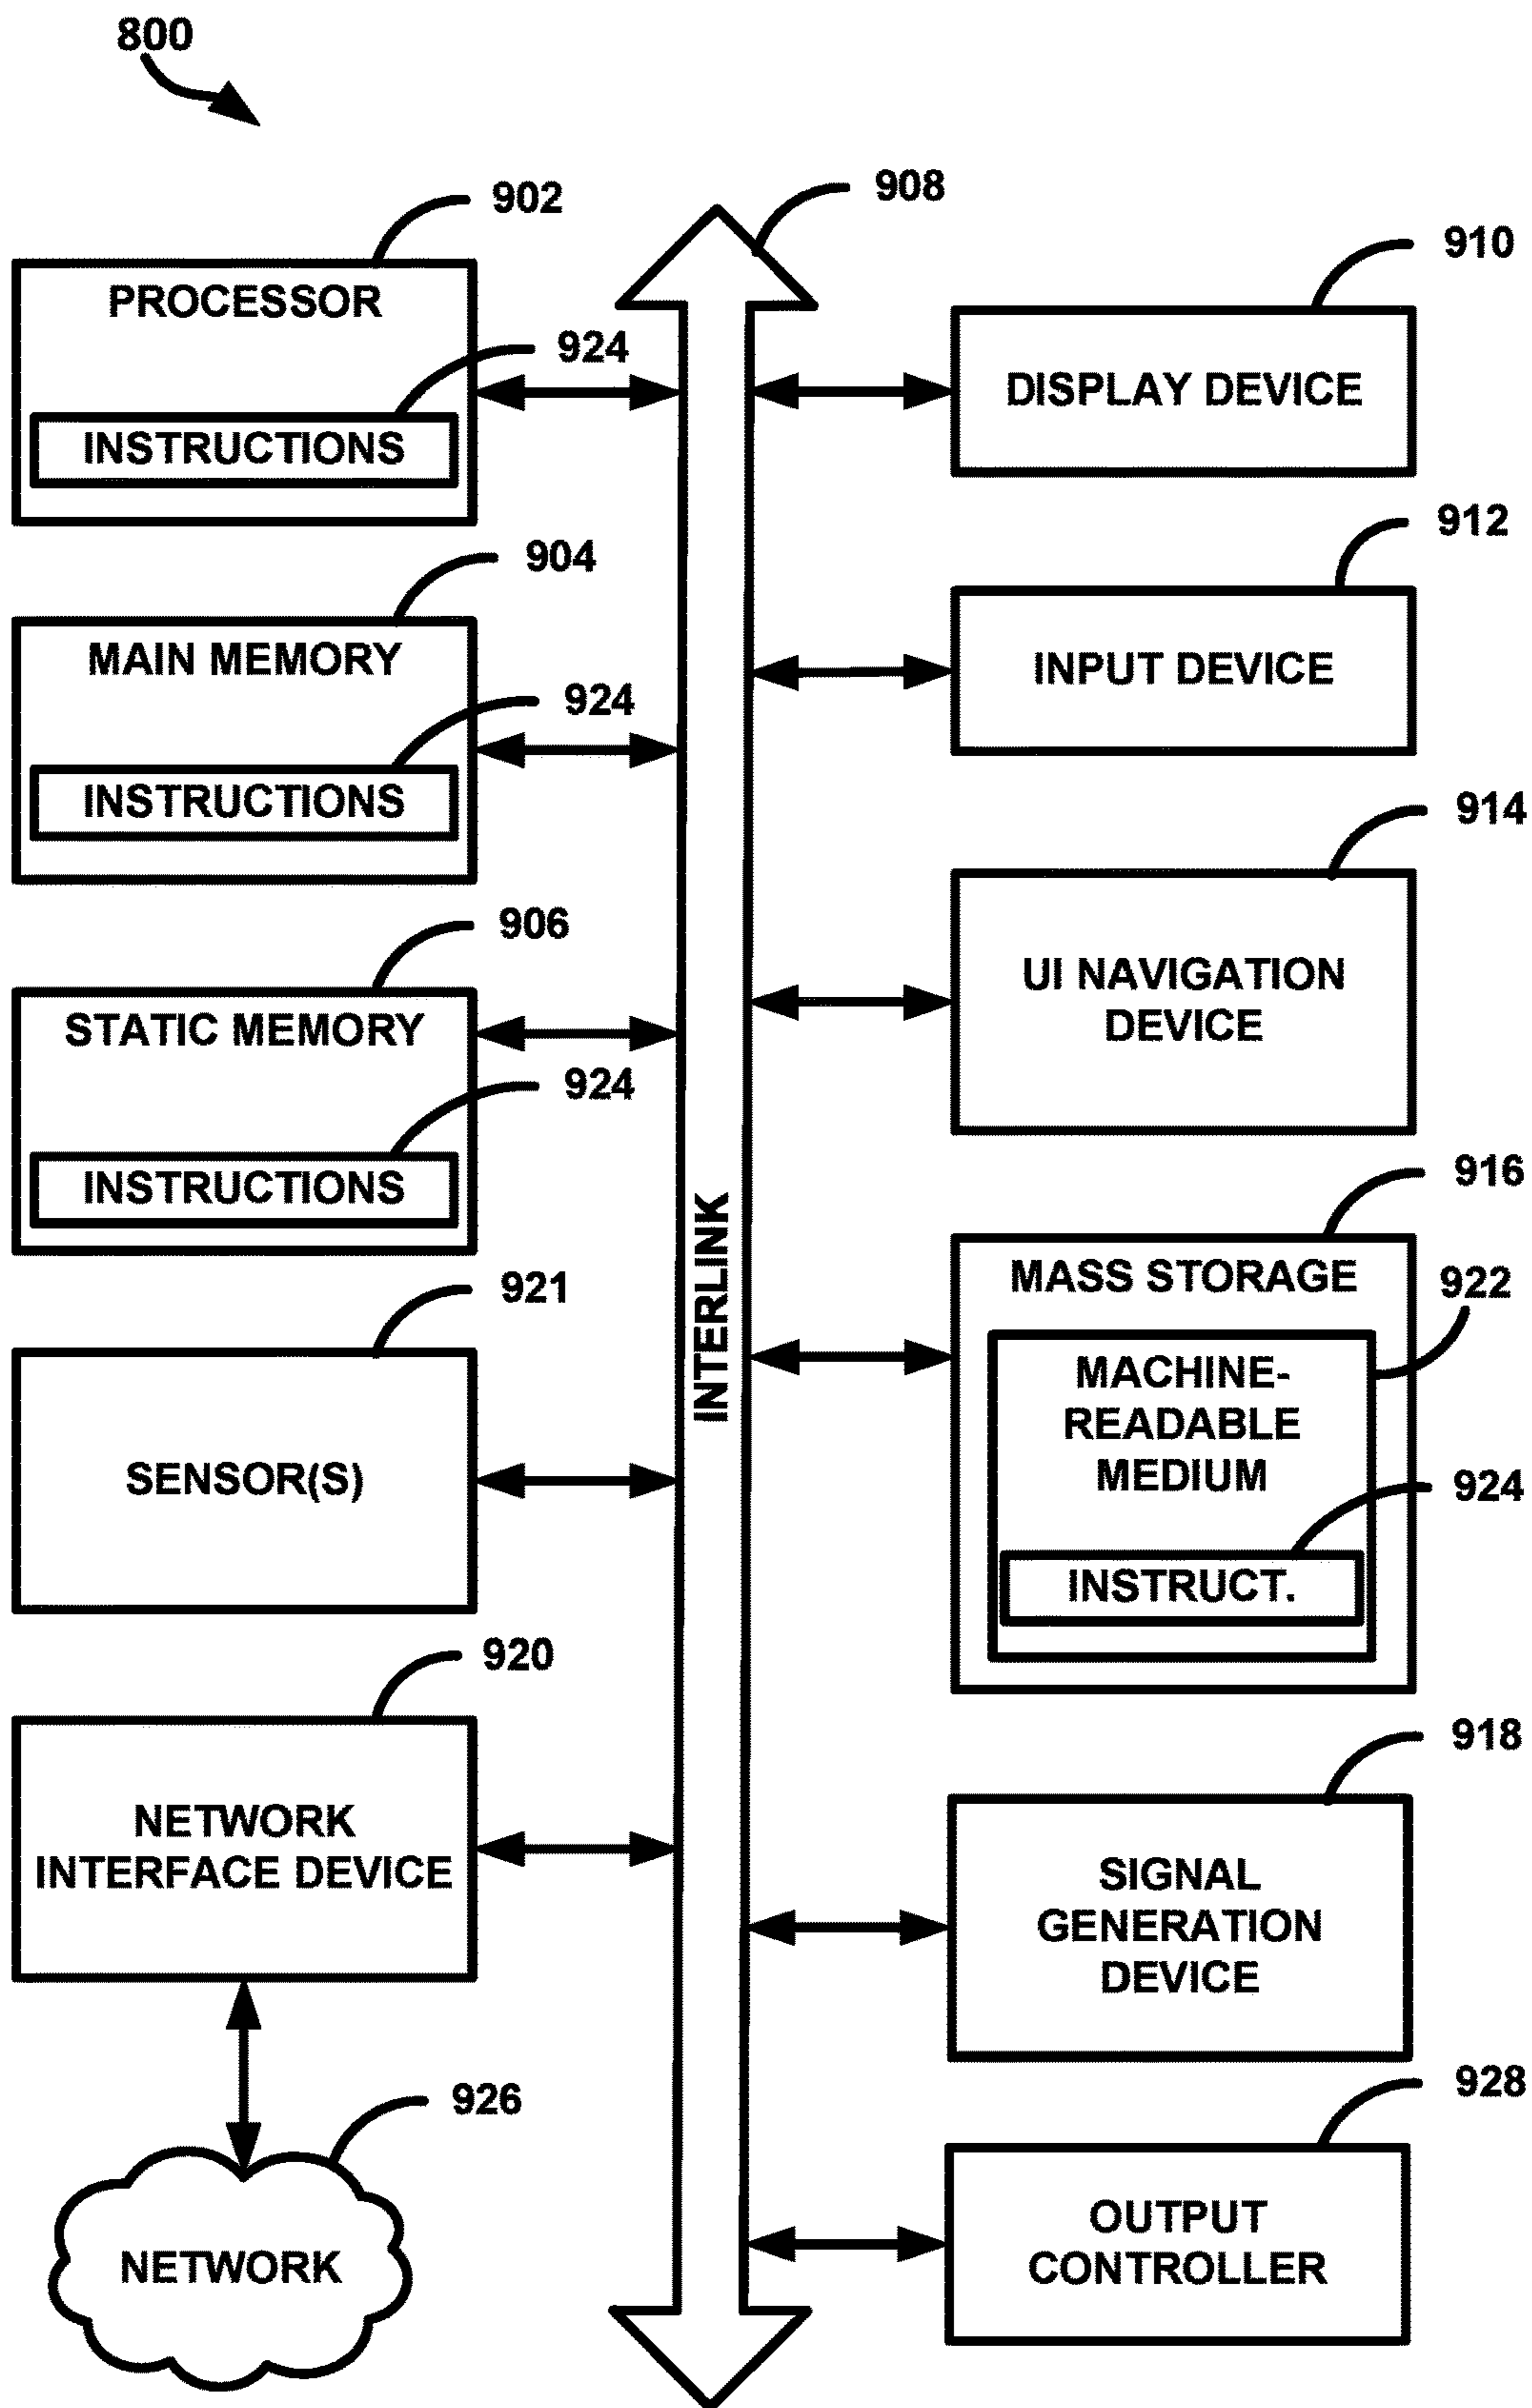 800
902
PROCESSOR
924
INSTRUCTIONS
904
MAIN MEMORY
924
INSTRUCTIONS
906
STATIC MEMORY
924
INSTRUCTIONS
921
SENSOR(S)
920
NETWORK
INTERFACE DEVICE
926
NETWORK
908
INTERLINK
910
DISPLAY DEVICE
912
INPUT DEVICE
914
UI NAVIGATION
DEVICE
916
MASS STORAGE
922
MACHINE-
READABLE
MEDIUM
924
INSTRUCT.
918
SIGNAL
GENERATION
DEVICE
928
OUTPUT
CONTROLLER